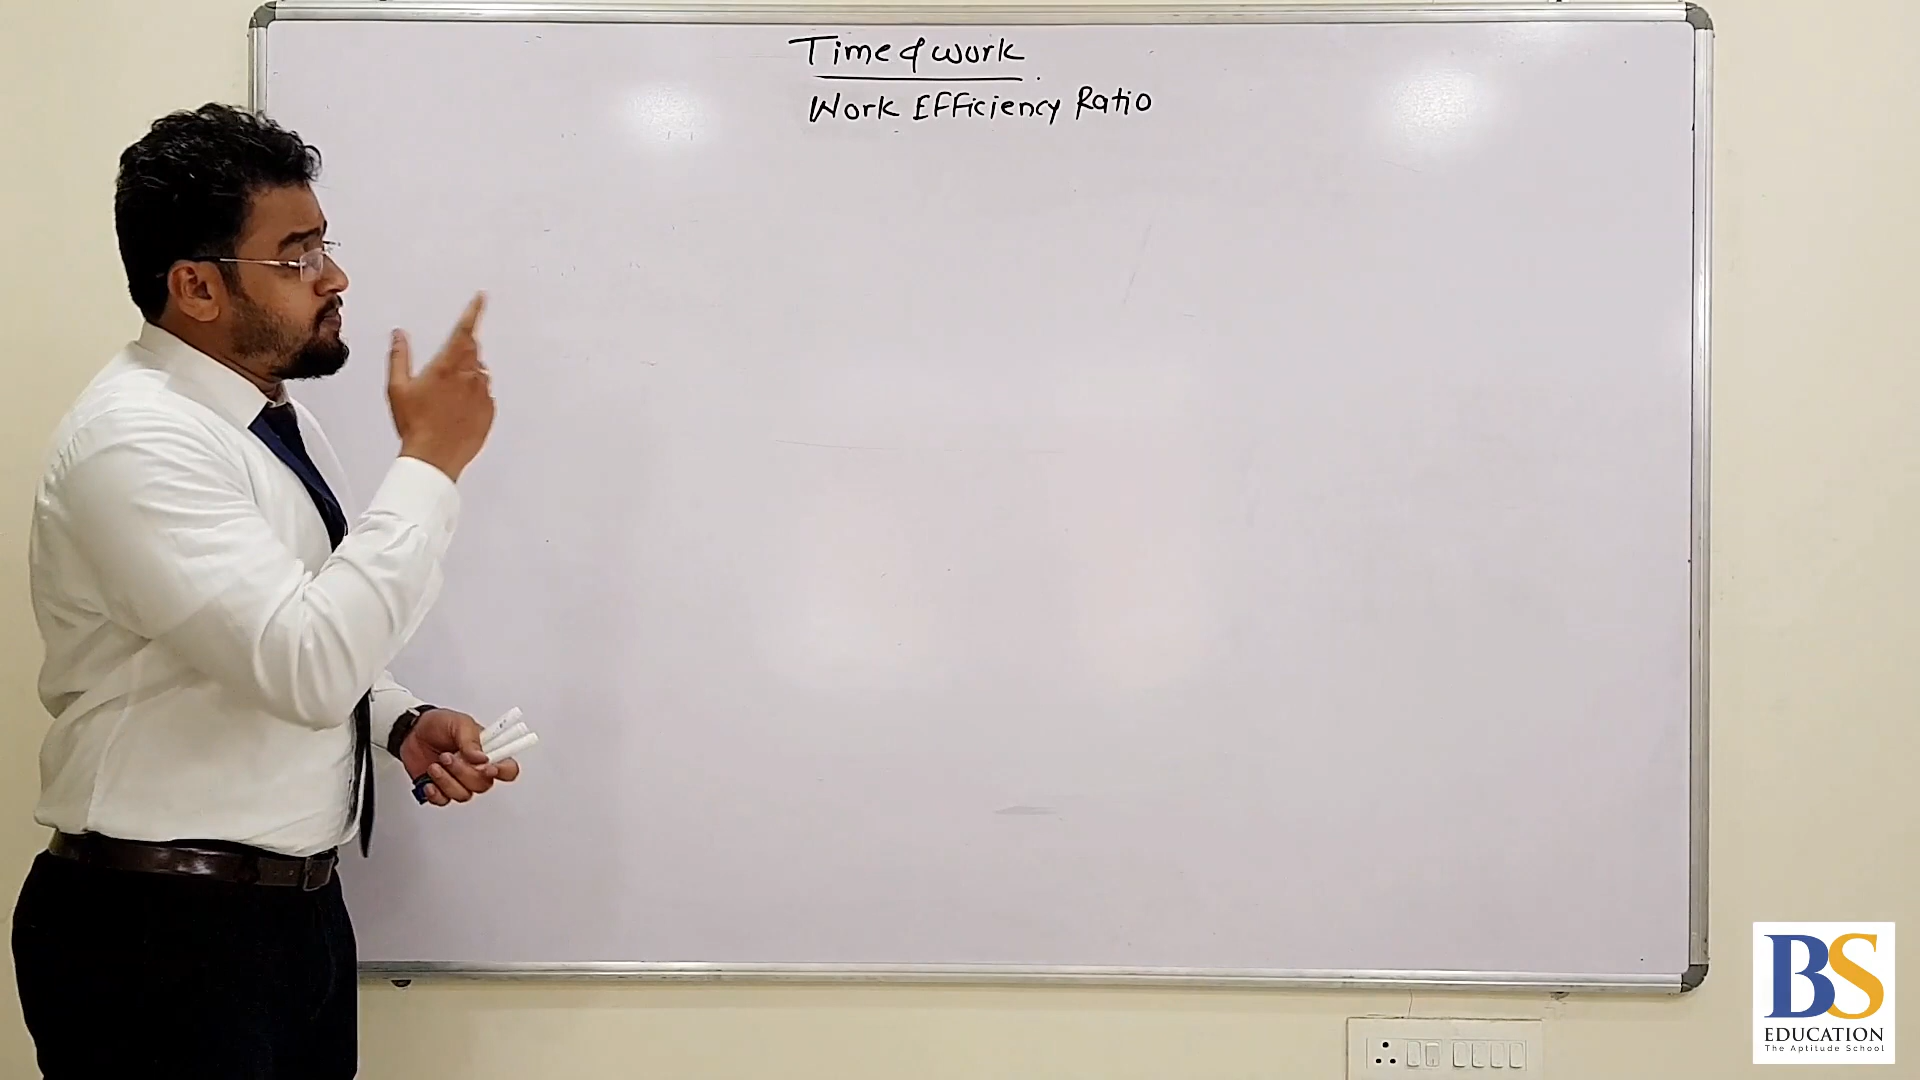 Time & work
Work Efficiency Ratio
BS
EDUCATION
The Aptitude School